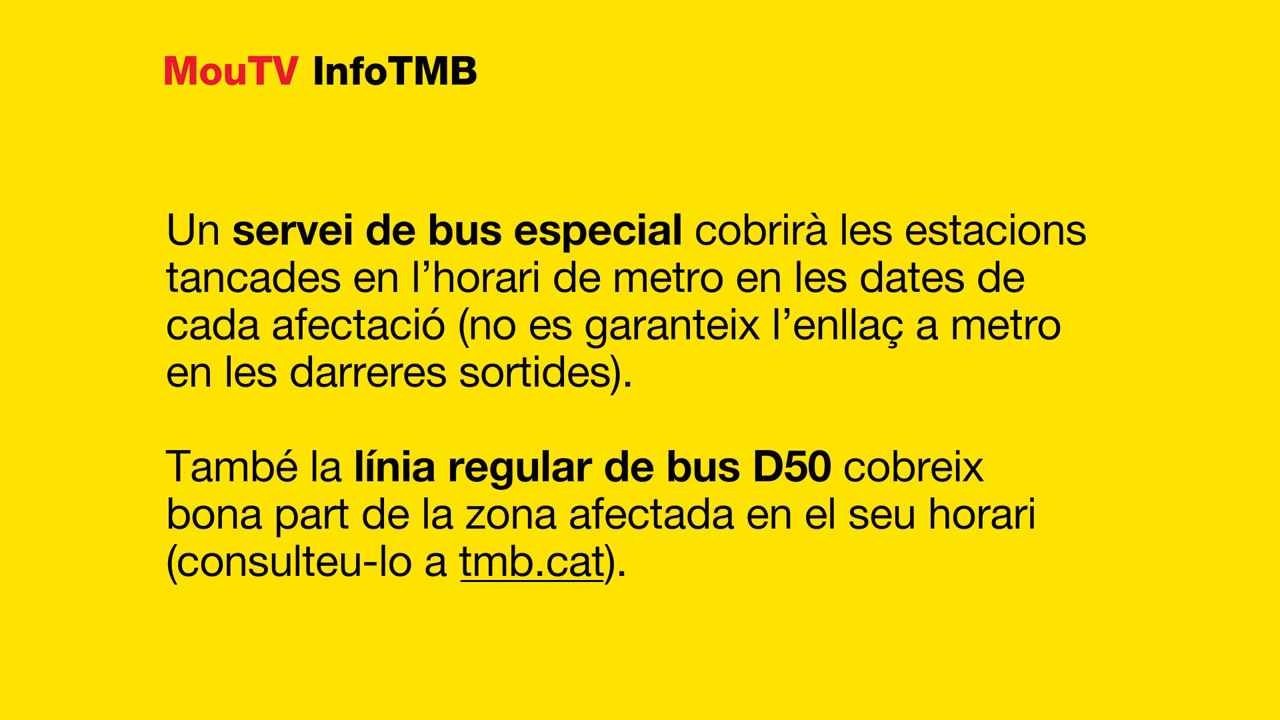 MouTV InfoTMB
Un servei de bus especial cobrirà les estacions
tancades en l’horari de metro en les dates de
cada afectació (no es garanteix l’enllaç a metro
en les darreres sortides).
També la línia regular de bus D50 cobreix
bona part de la zona afectada en el seu horari
(consulteu-lo a tmb.cat).